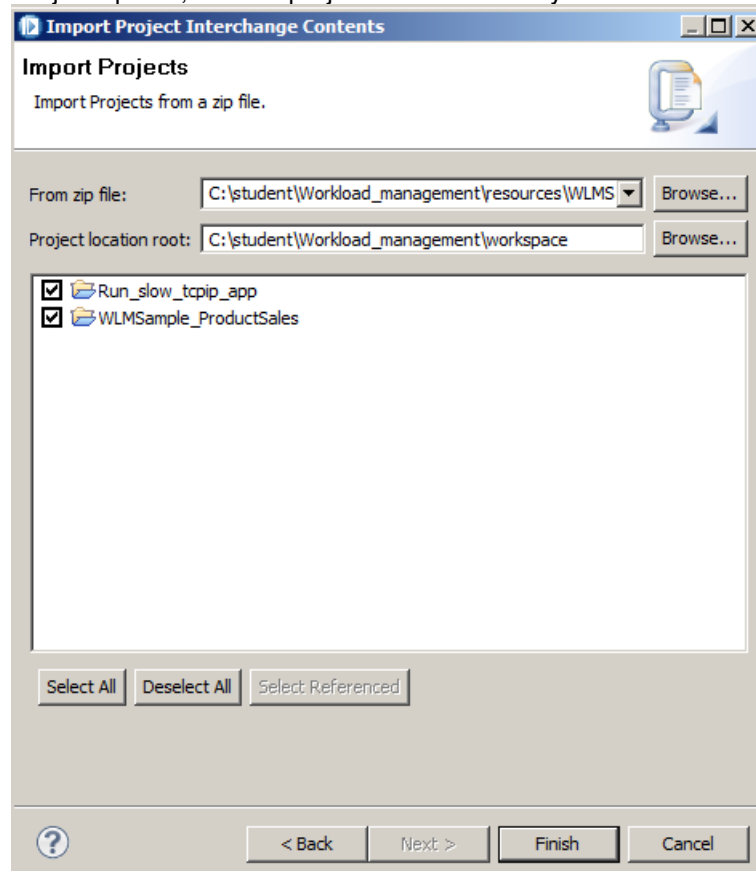 Import Project Interchange Contents
Import Projects
Import Projects from a zip file.
From zip file: C:\student\Workload_management\resources\WLMS Browse...
Project location root: C:\student\Workload_management\workspace Browse...
Run_slow_tcpip_app
WLMSample_ProductSales
Select All Deselect All Select Referenced
? < Back Next > Finish Cancel